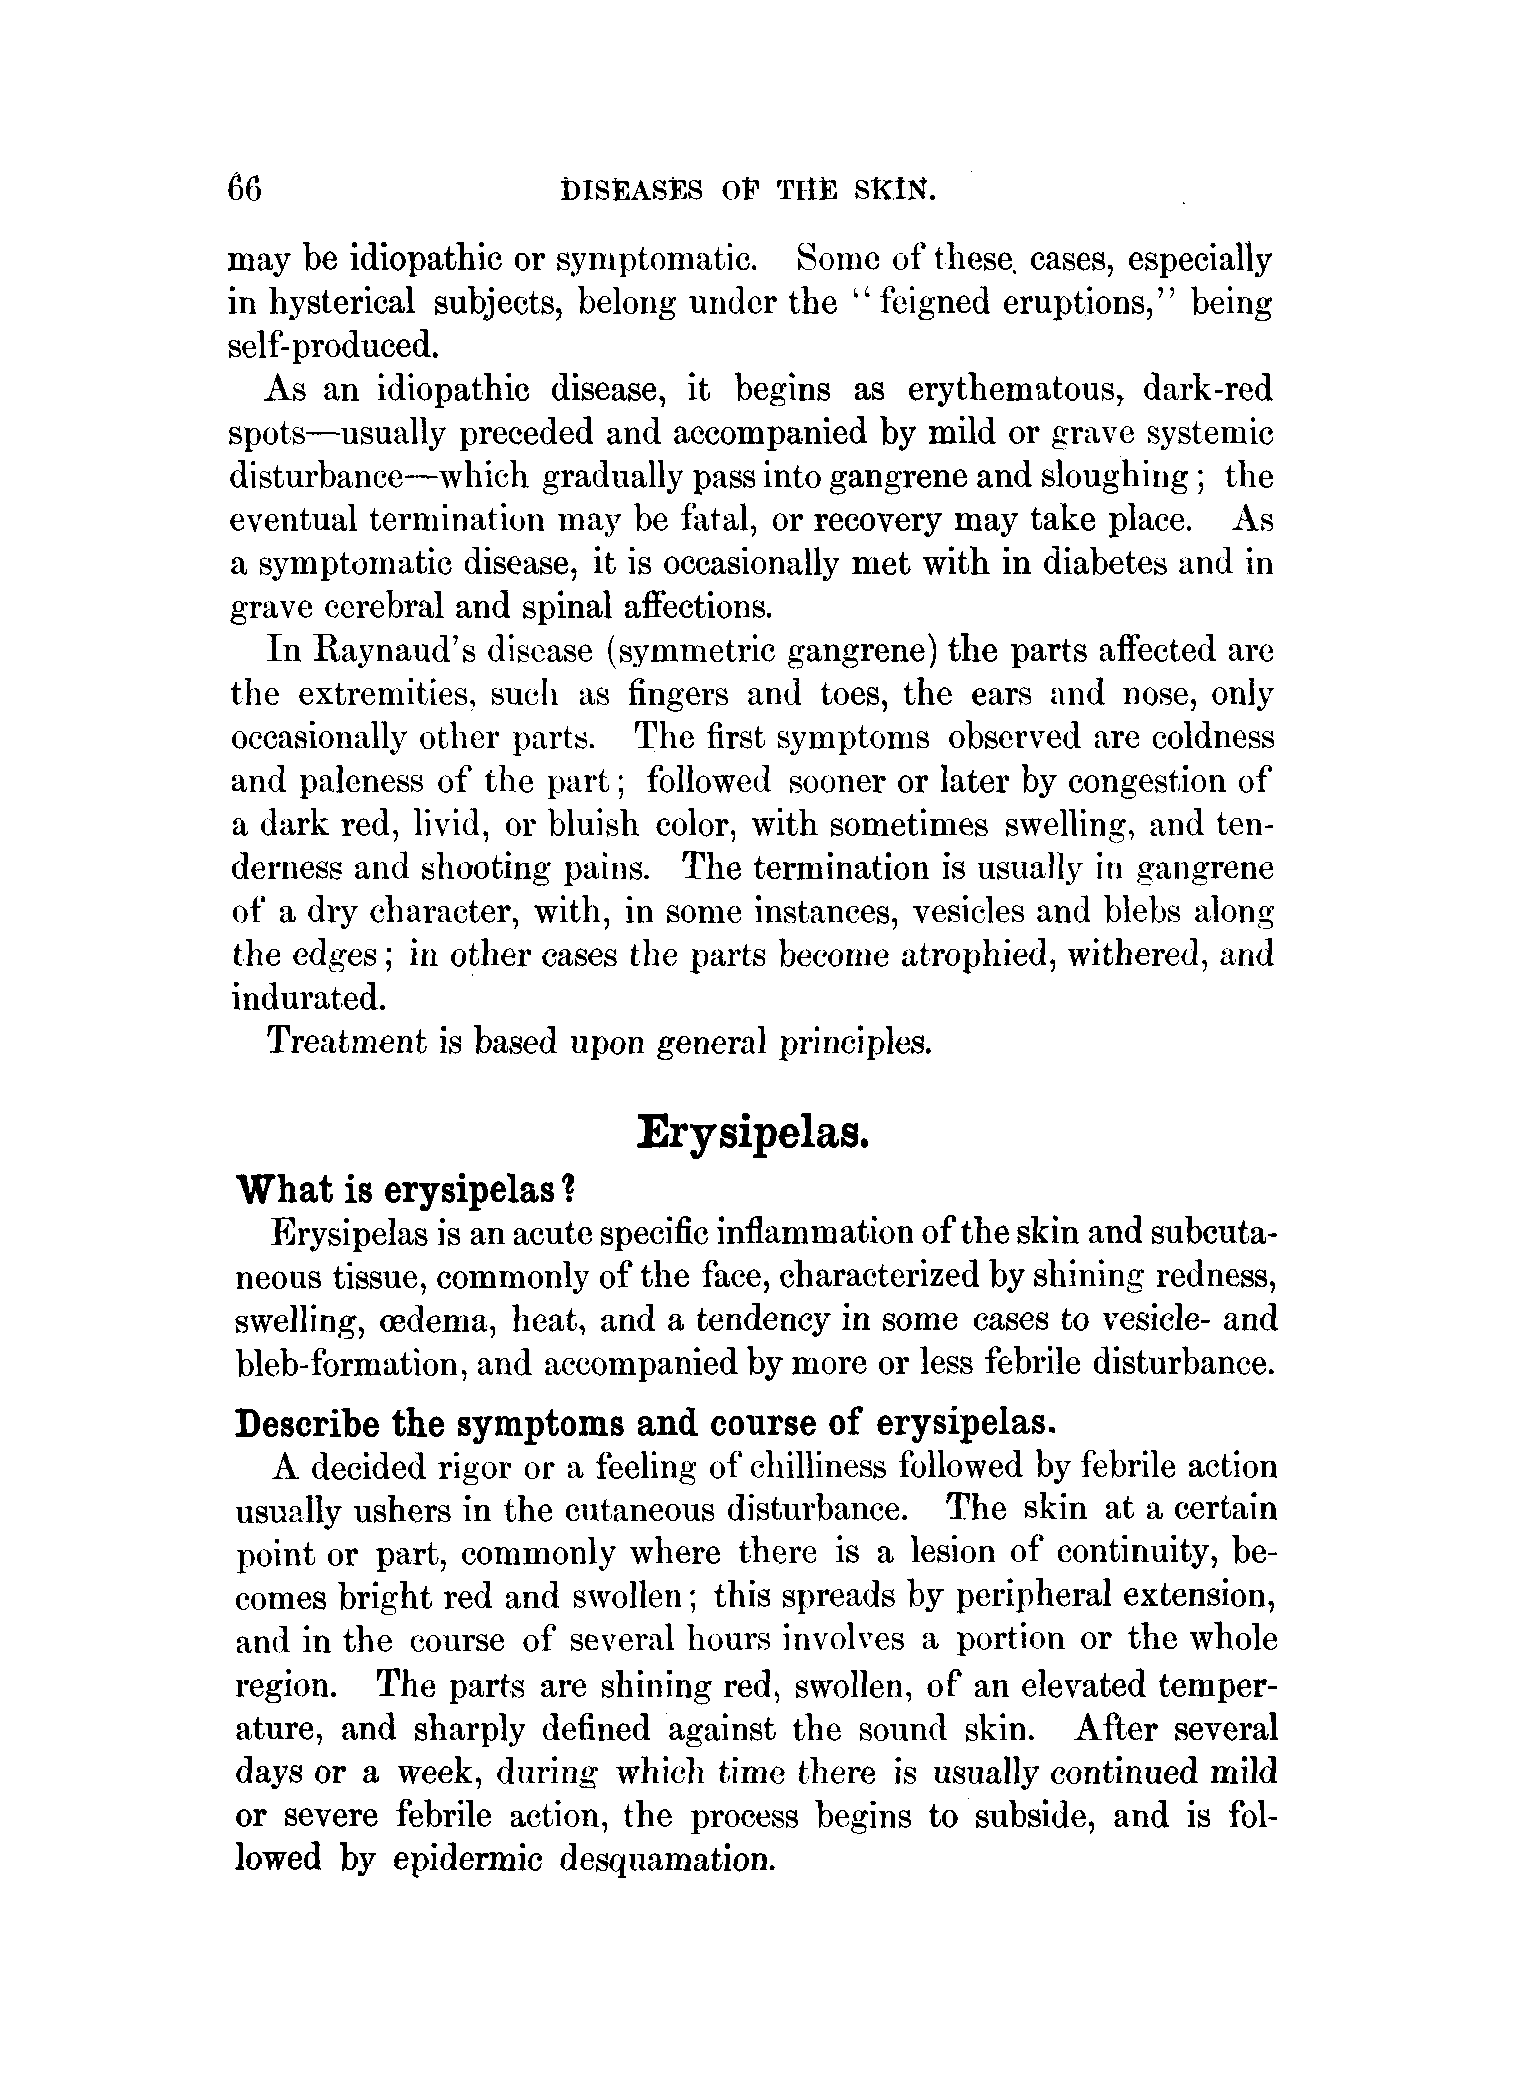 66 DISEASES OF THE SKIN.
may be idiopathic or symptomatic. Some of these, cases, especially
in hysterical subjects, belong under the "feigned eruptions," being
self-produced.
As an idiopathic disease, it begins as erythematous, dark-red
spots—usually preceded and accompanied by mild or grave systemic
disturbance—which gradually pass into gangrene and sloughing; the
eventual termination may be fatal, or recovery may take place. As
a symptomatic disease, it is occasionally met with in diabetes and in
grave cerebral and spinal affections.
In Raynaud's disease (symmetric gangrene) the parts affected are
the extremities, such as fingers and toes, the ears and nose, only
occasionally other parts. The first symptoms observed are coldness
and paleness of the part; followed sooner or later by congestion of
a dark red, livid, or bluish color, with sometimes swelling, and ten-
derness and shooting pains. The termination is usually in gangrene
of a dry character, with, in some instances, vesicles and blebs along
the edges; in other cases the parts become atrophied, withered, and
indurated.
Treatment is based upon general principles.
Erysipelas.
What is erysipelas?
Erysipelas is an acute specific inflammation of the skin and subcuta-
neous tissue, commonly of the face, characterized by shining redness,
swelling, œdema, heat, and a tendency in some cases to vesicle- and
bleb-formation, and accompanied by more or less febrile disturbance.
Describe the symptoms and course of erysipelas.
A decided rigor or a feeling of chilliness followed by febrile action
usually ushers in the cutaneous disturbance. The skin at a certain
point or part, commonly where there is a lesion of continuity, be-
comes bright red and swollen; this spreads by peripheral extension,
and in the course of several hours involves a portion or the whole
region. The parts are shining red, swollen, of an elevated temper-
ature, and sharply defined against the sound skin. After several
days or a week, during which time there is usually continued mild
or severe febrile action, the process begins to subside, and is fol-
lowed by epidermic desquamation.